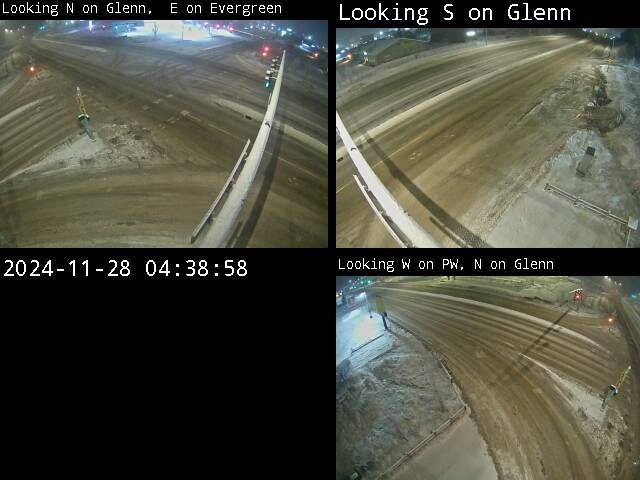 Looking N on Glenn,  E on Evergreen
Looking S on Glenn
2024-11-28 04:38:58
Looking W on PW, N on Glenn